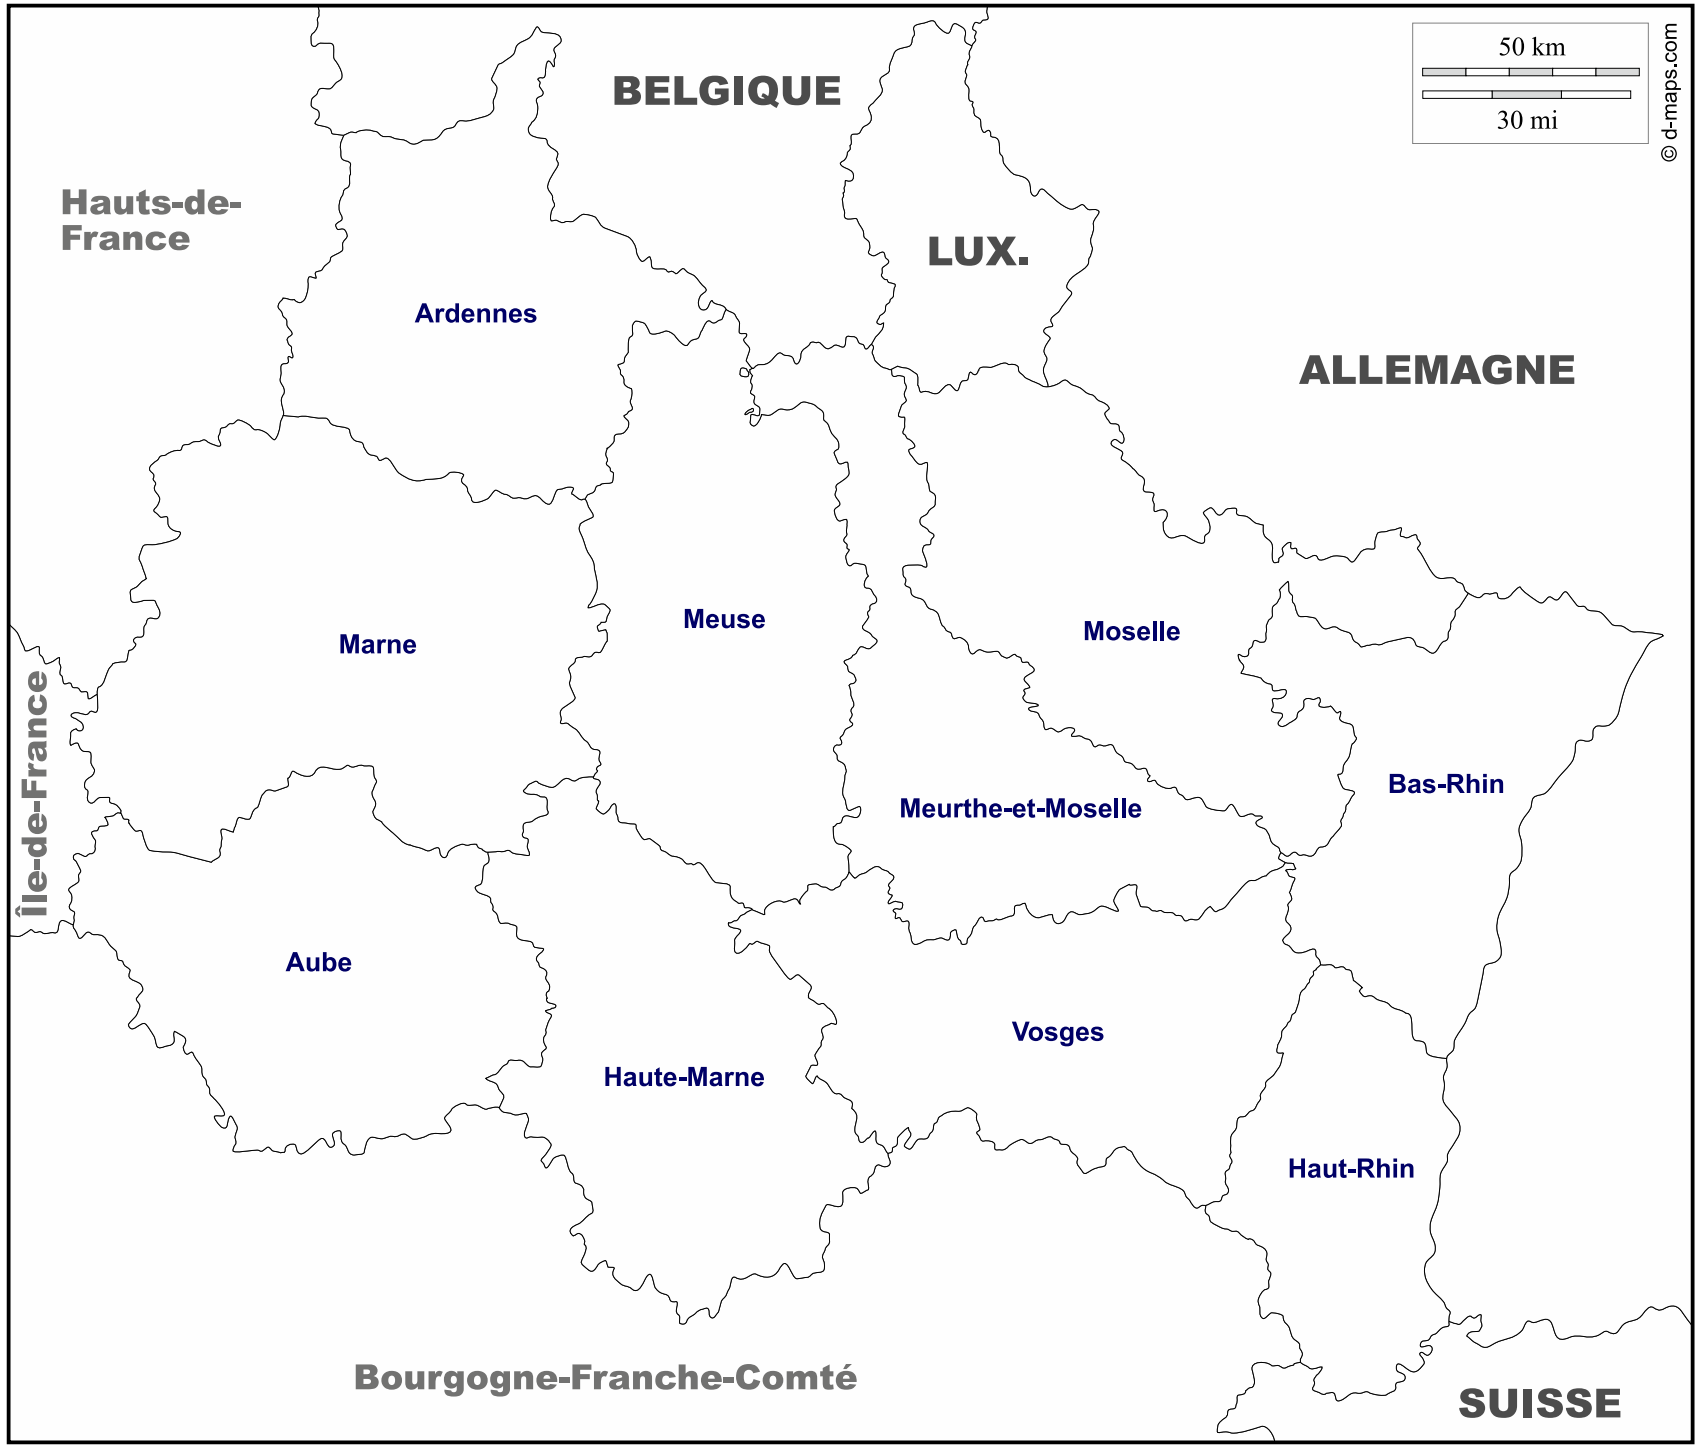 50 km
30 mi
© d-maps.com
BELGIQUE
Hauts-de-
France
LUX.
Ardennes
ALLEMAGNE
Meuse
Moselle
Marne
Île-de-France
Bas-Rhin
Meurthe-et-Moselle
Aube
Vosges
Haute-Marne
Haut-Rhin
Bourgogne-Franche-Comté
SUISSE